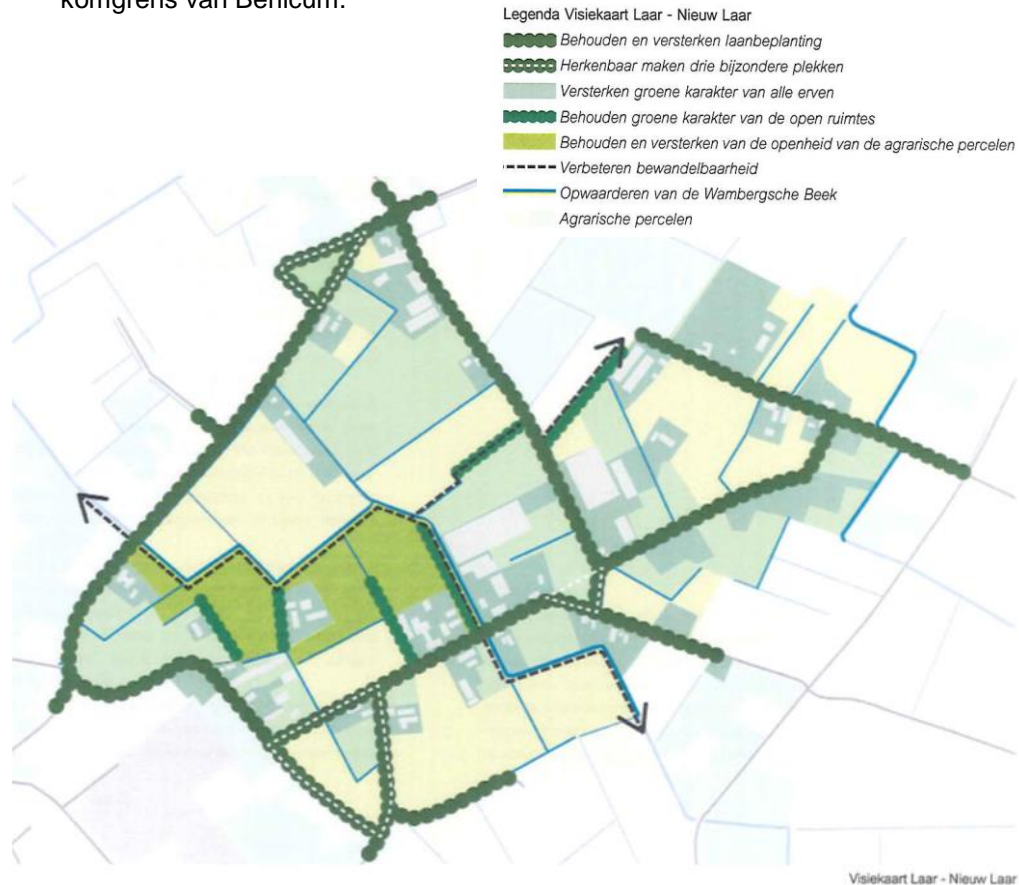 komgrens van Berlicum.
Legenda Visiekaart Laar - Nieuw Laar
Behouden en versterken laanbeplanting
Herkenbaar maken drie bijzondere plekken
Versterken groene karakter van alle erven
Behouden groene karakter van de open ruimtes
Behouden en versterken van de openheid van de agrarische percelen
Verbeteren bewandelbaarheid
Opwaarderen van de Wambergsche Beek
Agrarische percelen
Visiekaart Laar - Nieuw Laar